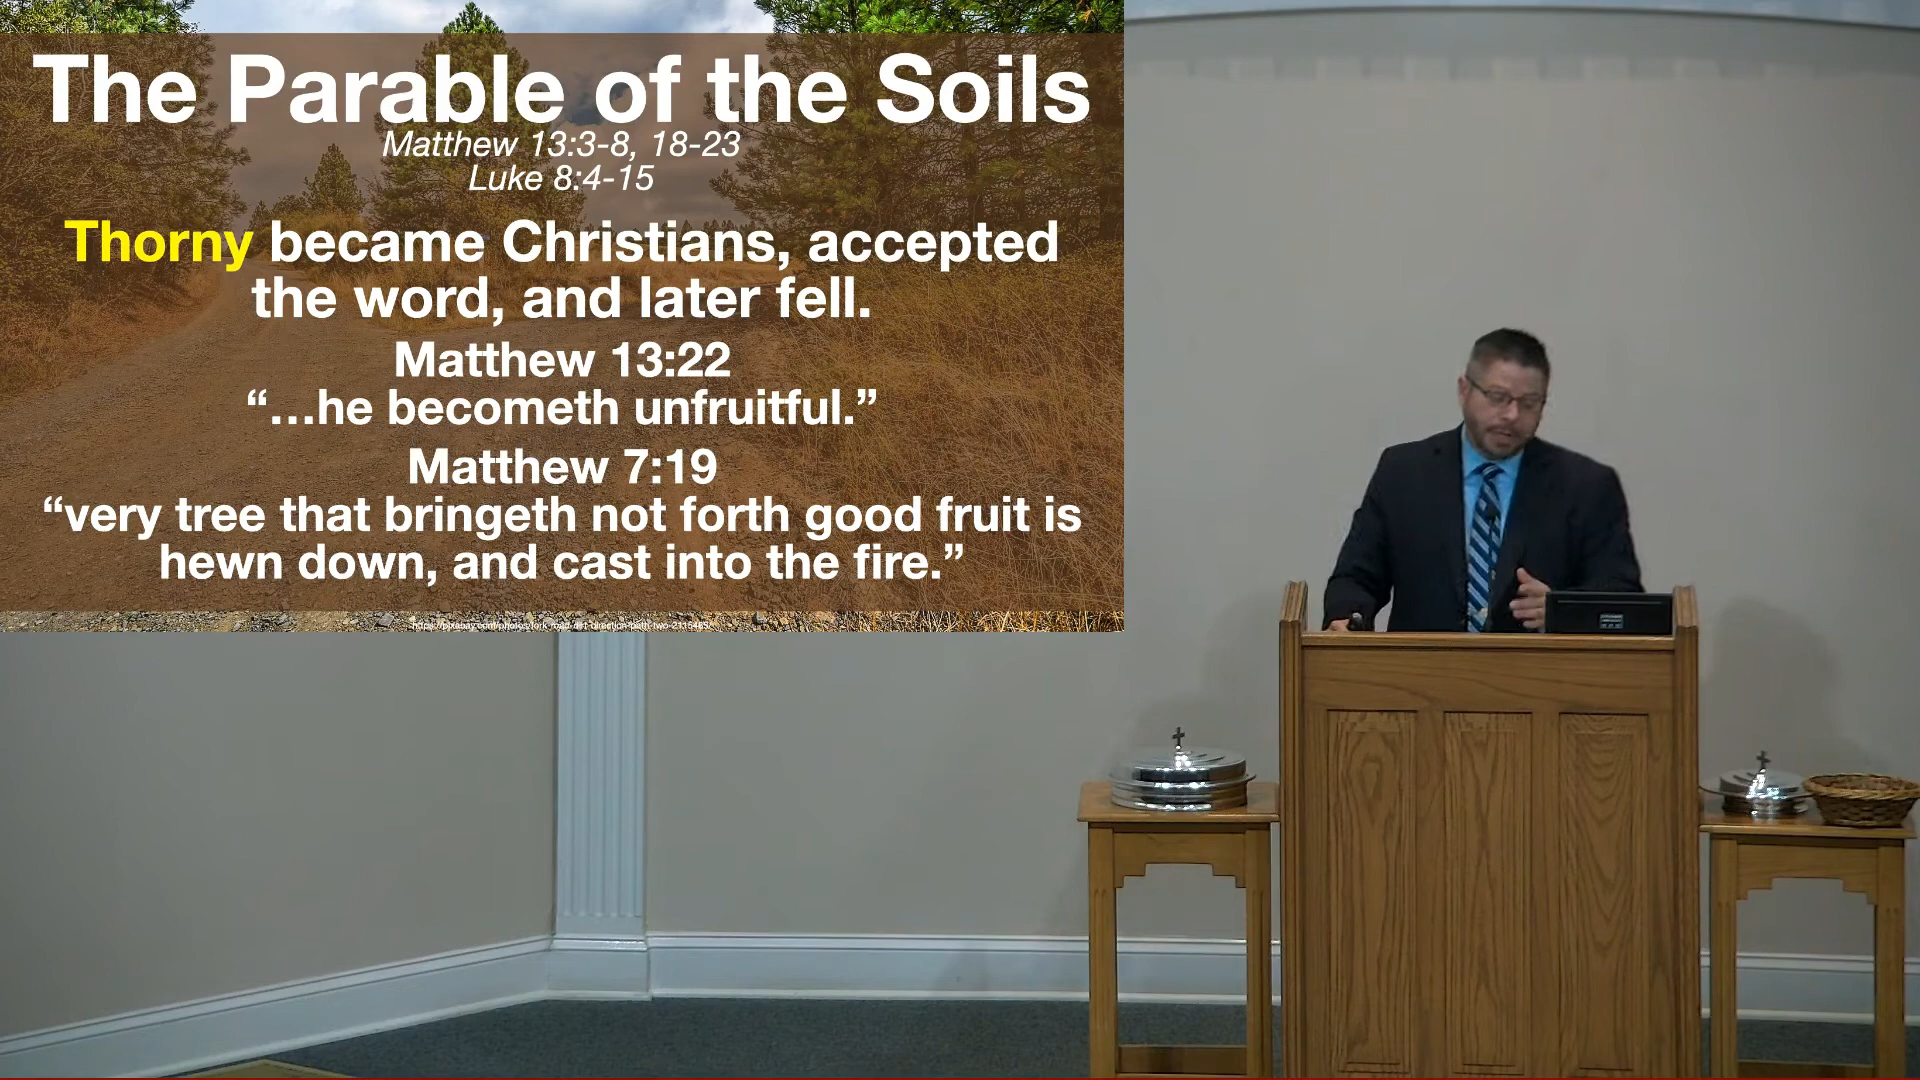 The Parable of the Soils
Matthew 13:3-8, 18-23
Luke 8:4-15
Thorny became Christians, accepted
the word, and later fell.
Matthew 13:22
“…he becometh unfruitful.”
Matthew 7:19
“very tree that bringeth not forth good fruit is
hewn down, and cast into the fire.”